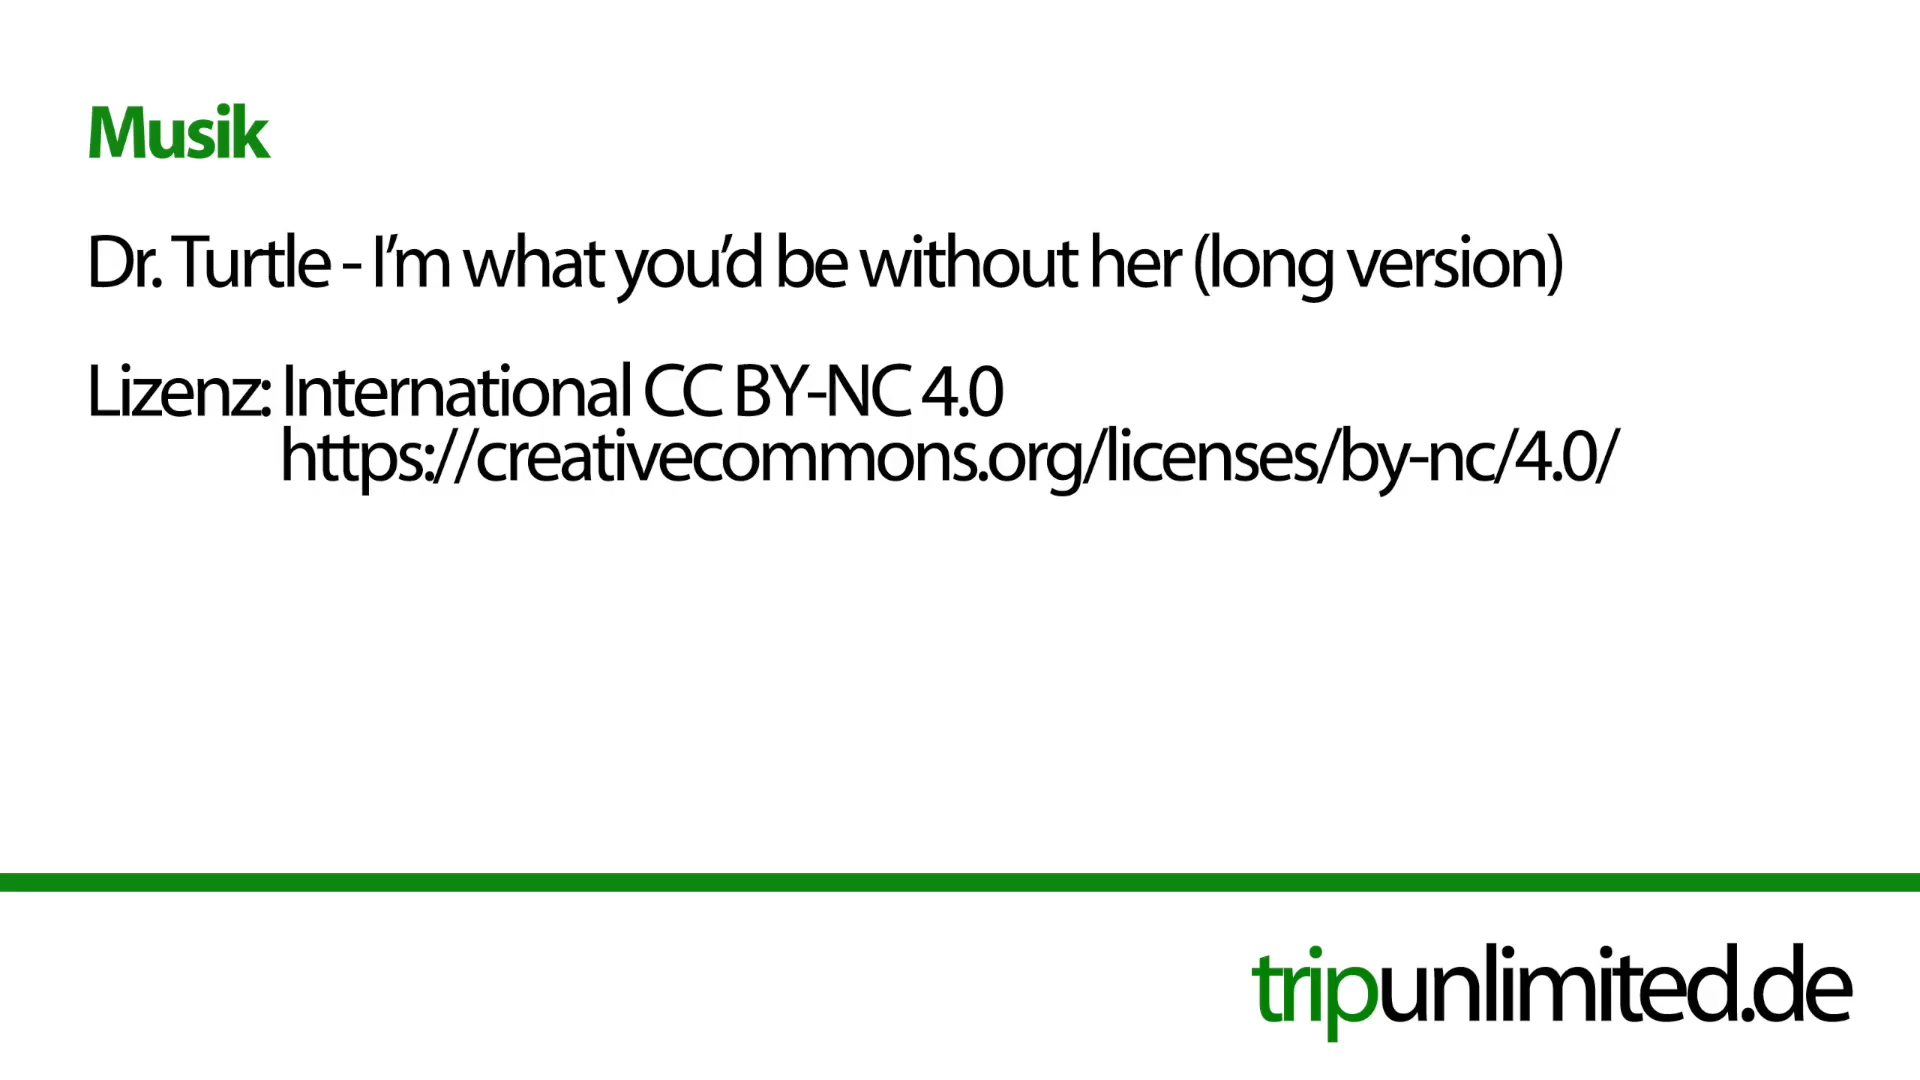 Musik
Dr. Turtle - I’m what you’d be without her (long version)
Lizenz: International CC BY-NC 4.0
https://creativecommons.org/licenses/by-nc/4.0/
tripunlimited.de